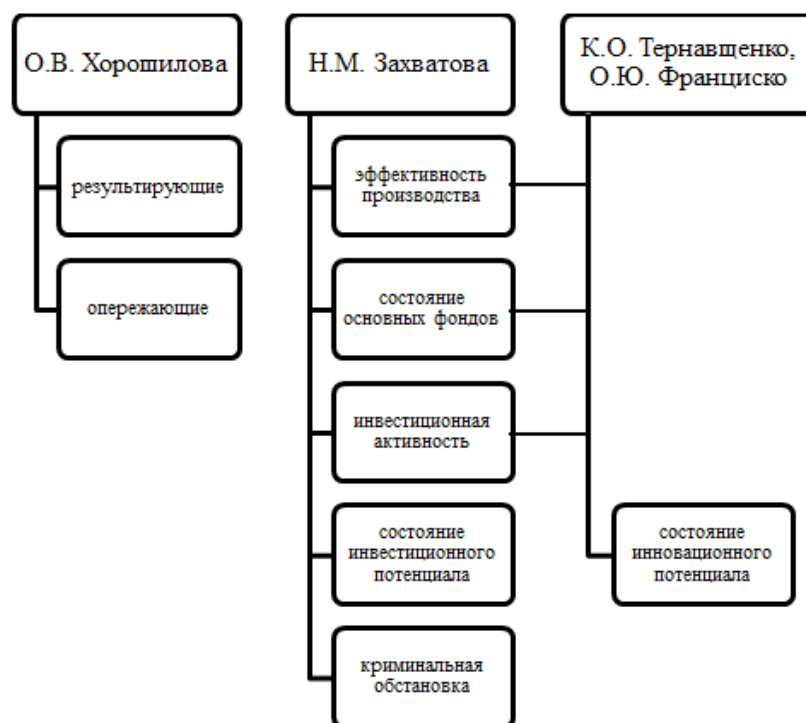 О.В. Хорошилова
результирующие
опережающие
Н.М. Захватова
эффективность
производства
состояние
основных фондов
инвестиционная
активность
состояние
инвестиционного
потенциала
криминальная
обстановка
К.О. Тернавщенко,
О.Ю. Франциско
состояние
инновационного
потенциала